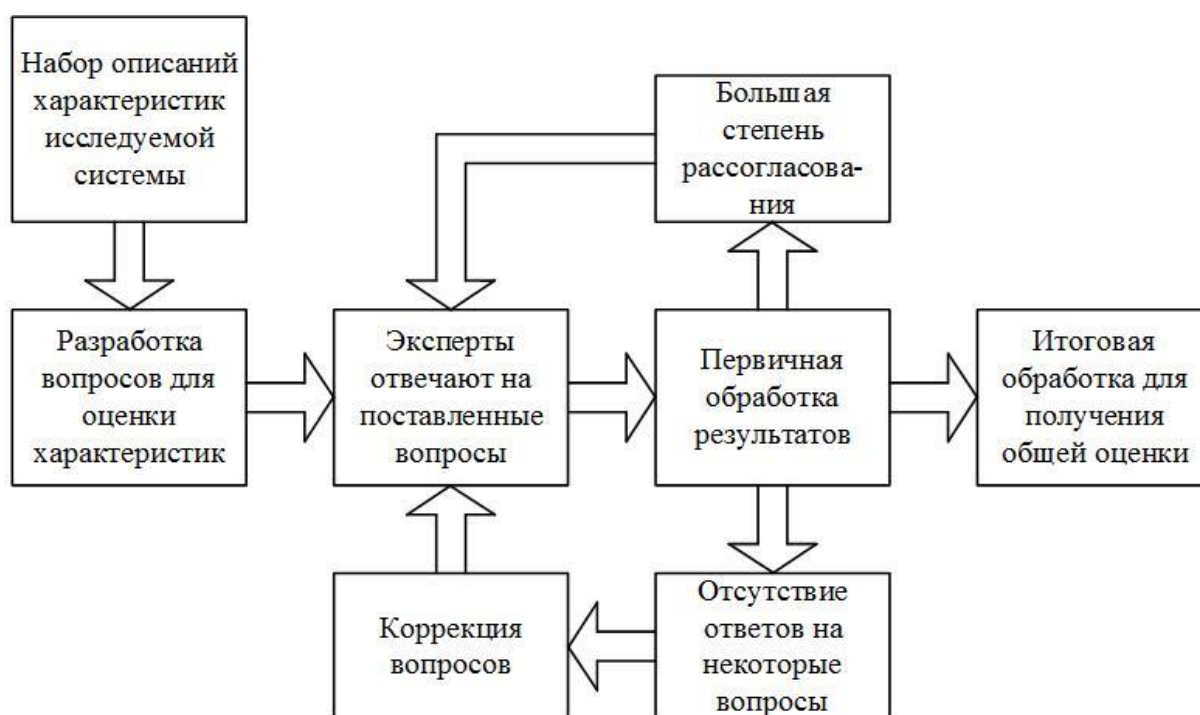 Набор описаний
характеристик
исследуемой
системы
Большая
степень
рассогласова-
ния
Разработка
вопросов для
оценки
характеристик
Эксперты
отвечают на
поставленные
вопросы
Первичная
обработка
результатов
Итоговая
обработка для
получения
общей оценки
Коррекция
вопросов
Отсутствие
ответов на
некоторые
вопросы